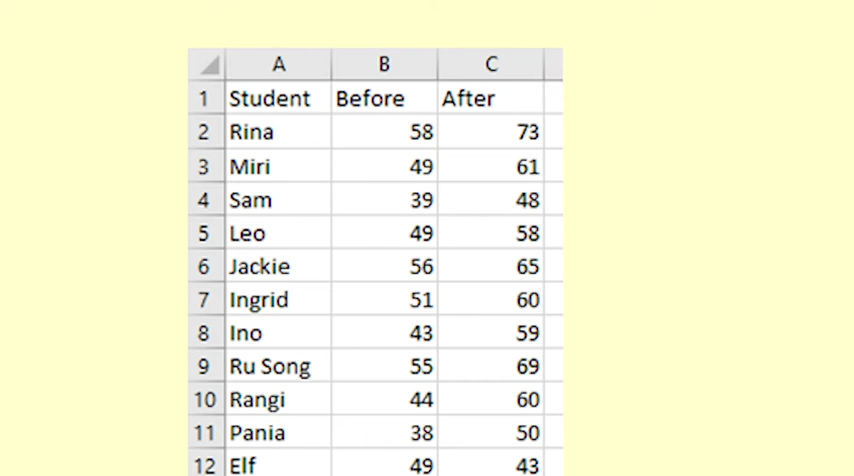 A B C
1 Student Before After
2 Rina 58 73
3 Miri 49 61
4 Sam 39 48
5 Leo 49 58
6 Jackie 56 65
7 Ingrid 51 60
8 Ino 43 59
9 Ru Song 55 69
10 Rangi 44 60
11 Pania 38 50
12 Elf 49 43